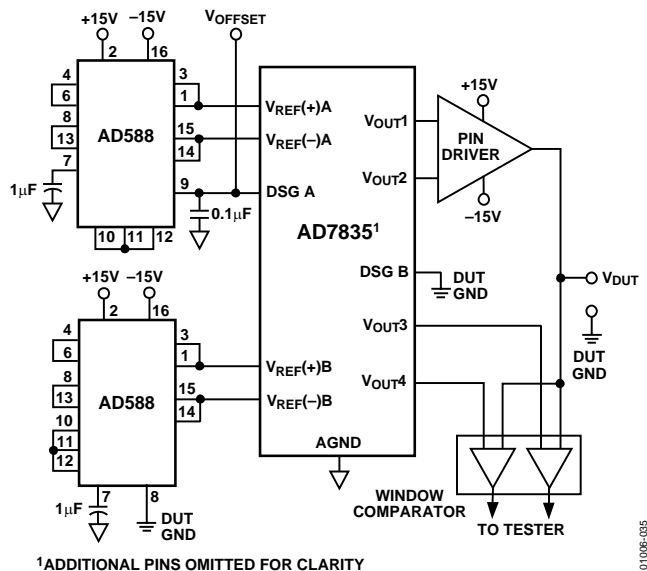 VOFFSET
+15V
–15V
2
16
4
6
8
13
7
3
1
15
14
9
AD588
1µF
0.1µF
10
11
12
VREF(+)A
VREF(–)A
DSG A
AD7835¹
VOUT1
VOUT2
+15V
PIN
DRIVER
–15V
DSG B
DUT
GND
VDUT
DUT
GND
VOUT3
VOUT4
+15V
–15V
2
16
4
6
8
13
10
11
12
3
1
15
14
AD588
VREF(+)B
VREF(–)B
AGND
7
8
1µF
DUT
GND
WINDOW
COMPARATOR
TO TESTER
¹ADDITIONAL PINS OMITTED FOR CLARITY
01006-035